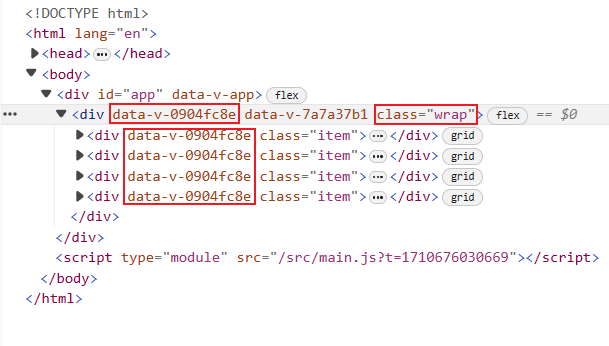 <!DOCTYPE html>
<html lang="en">
▶<head>⋯</head>
▼<body>
▼<div id="app" data-v-app> flex
⋯ ▼<div data-v-0904fc8e data-v-7a7a37b1 class="wrap"> flex == $0
▶<div data-v-0904fc8e class="item">⋯</div> grid
▶<div data-v-0904fc8e class="item">⋯</div> grid
▶<div data-v-0904fc8e class="item">⋯</div> grid
▶<div data-v-0904fc8e class="item">⋯</div> grid
</div>
</div>
<script type="module" src="/src/main.js?t=1710676030669"></script>
</body>
</html>